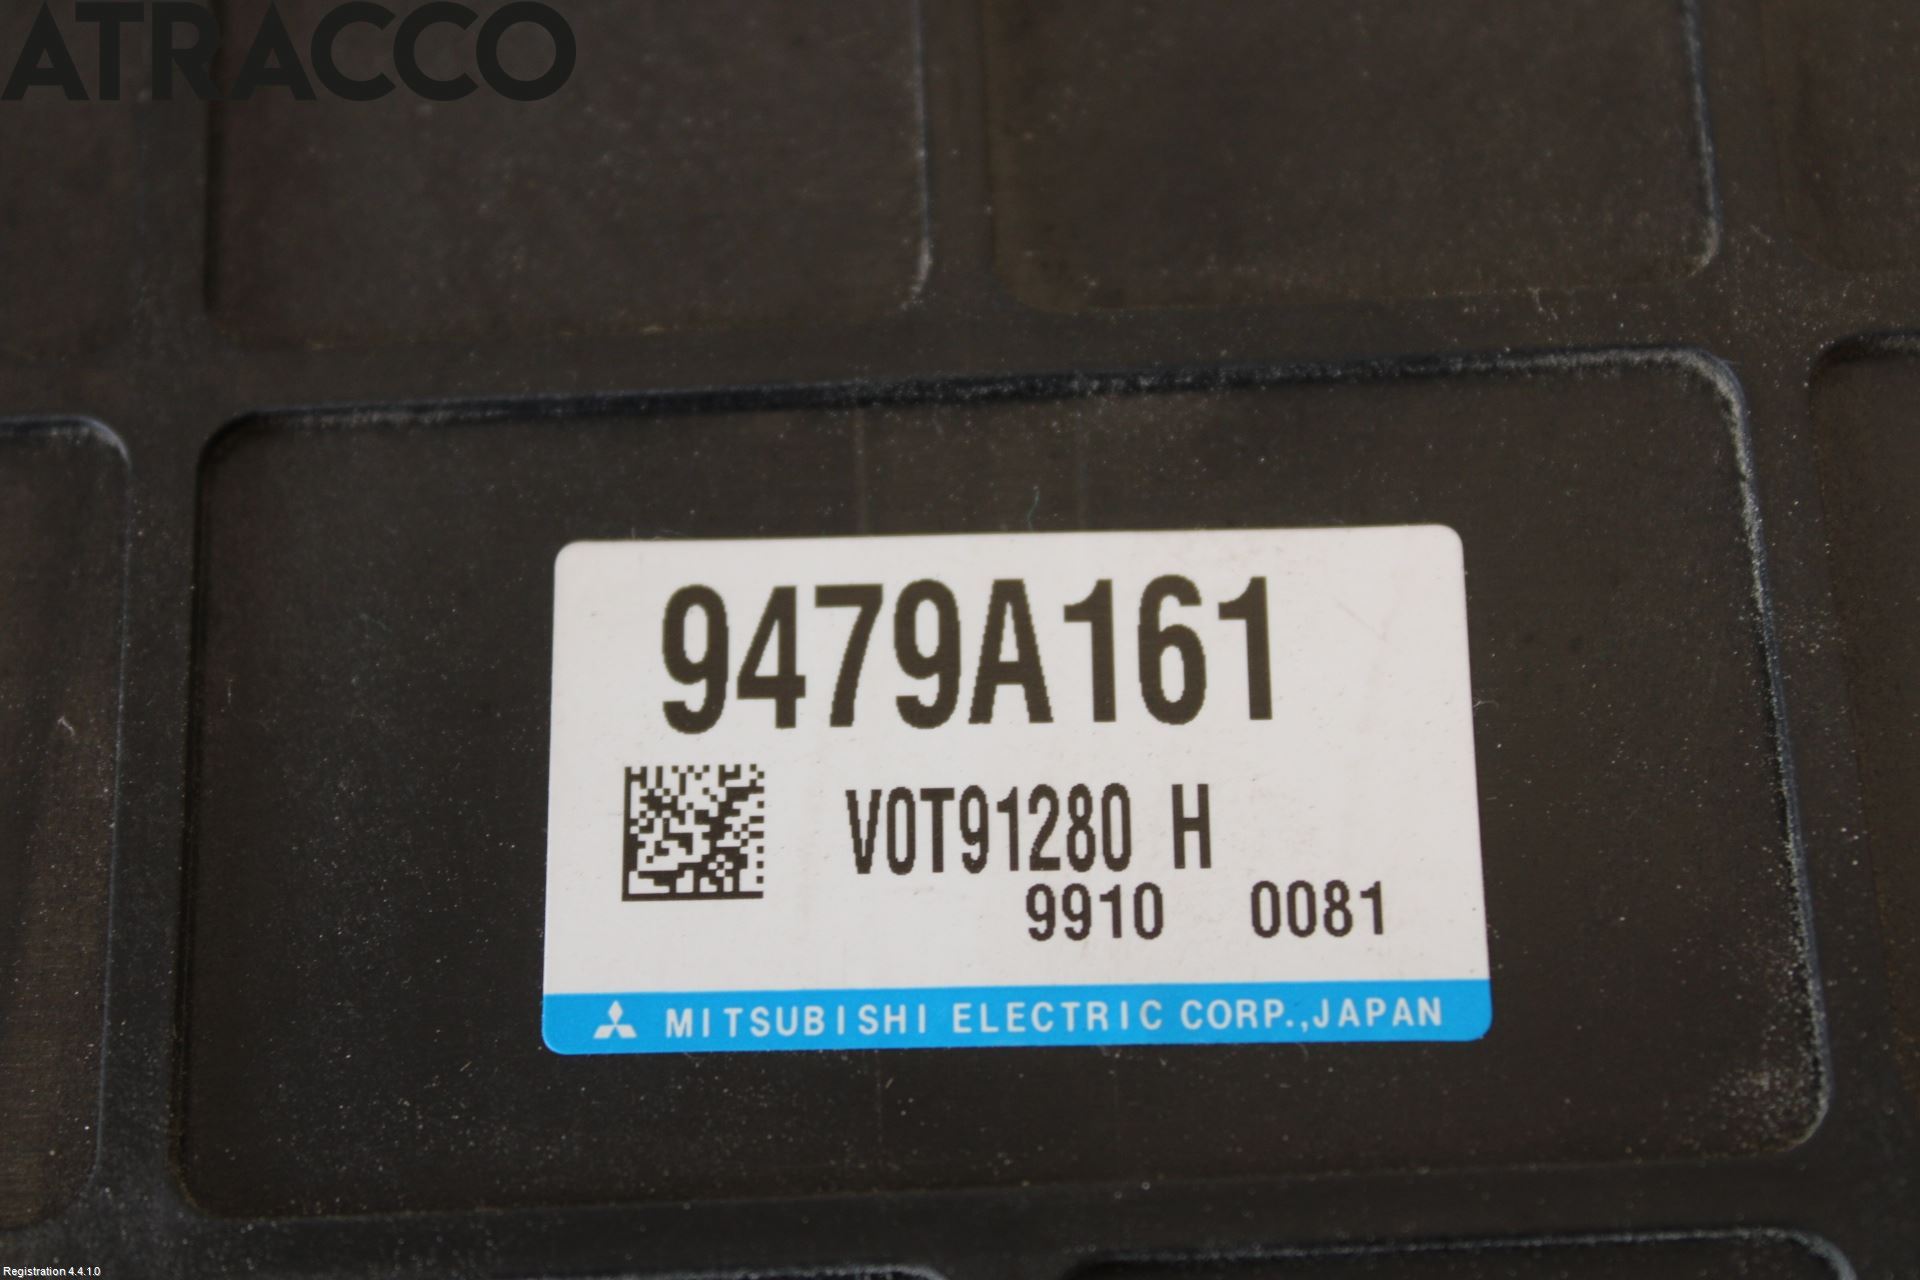 ATRACCO
9479A161
V0T91280 H
9910 0081
MITSUBISHI ELECTRIC CORP.,JAPAN
Registration 4.4.1.0